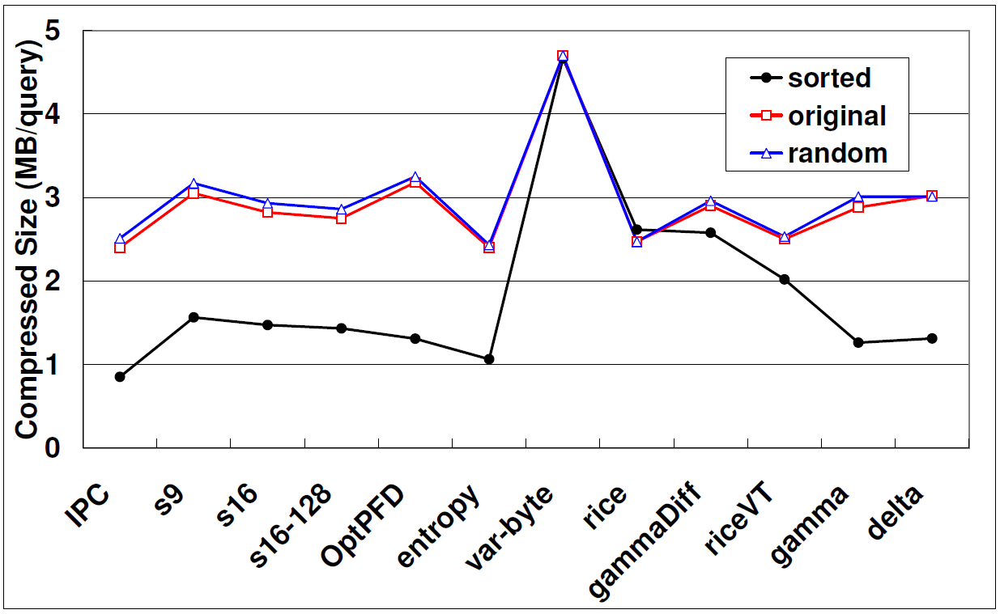 Compressed Size (MB/query)
5
4
3
2
1
0
sorted
original
random
IPC
s9
s16
s16-128
OptPFD
entropy
var-byte
rice
gammaDiff
riceVT
gamma
delta